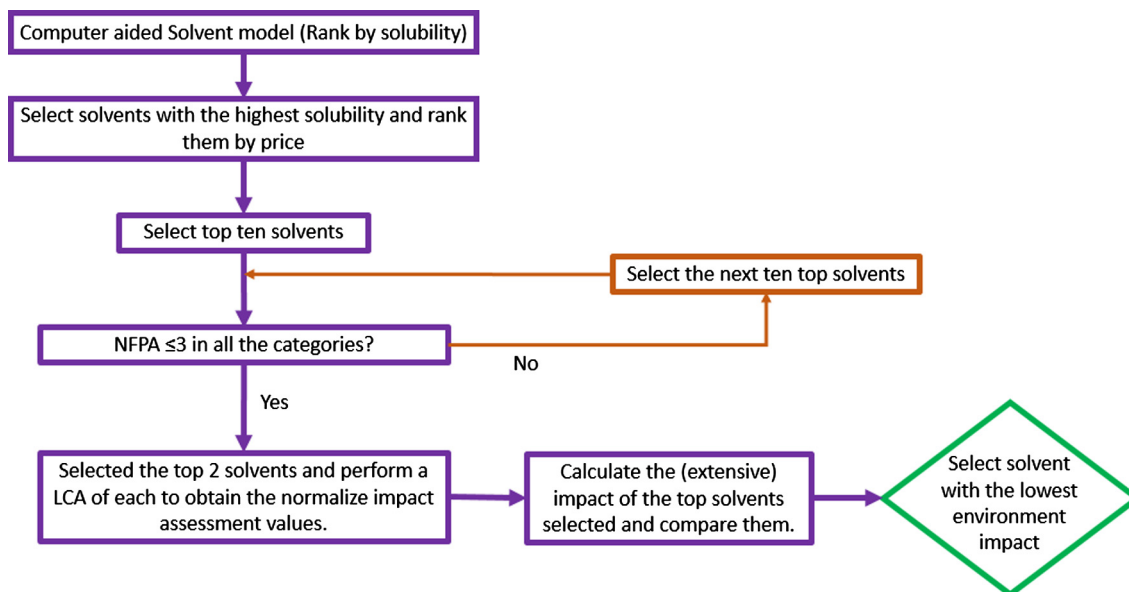 Computer aided Solvent model (Rank by solubility)
Select solvents with the highest solubility and rank
them by price
Select top ten solvents
Select the next ten top solvents
NFPA ≤3 in all the categories?
No
Yes
Selected the top 2 solvents and perform a
LCA of each to obtain the normalize impact
assessment values.
Calculate the (extensive)
impact of the top solvents
selected and compare them.
Select solvent
with the lowest
environment
impact